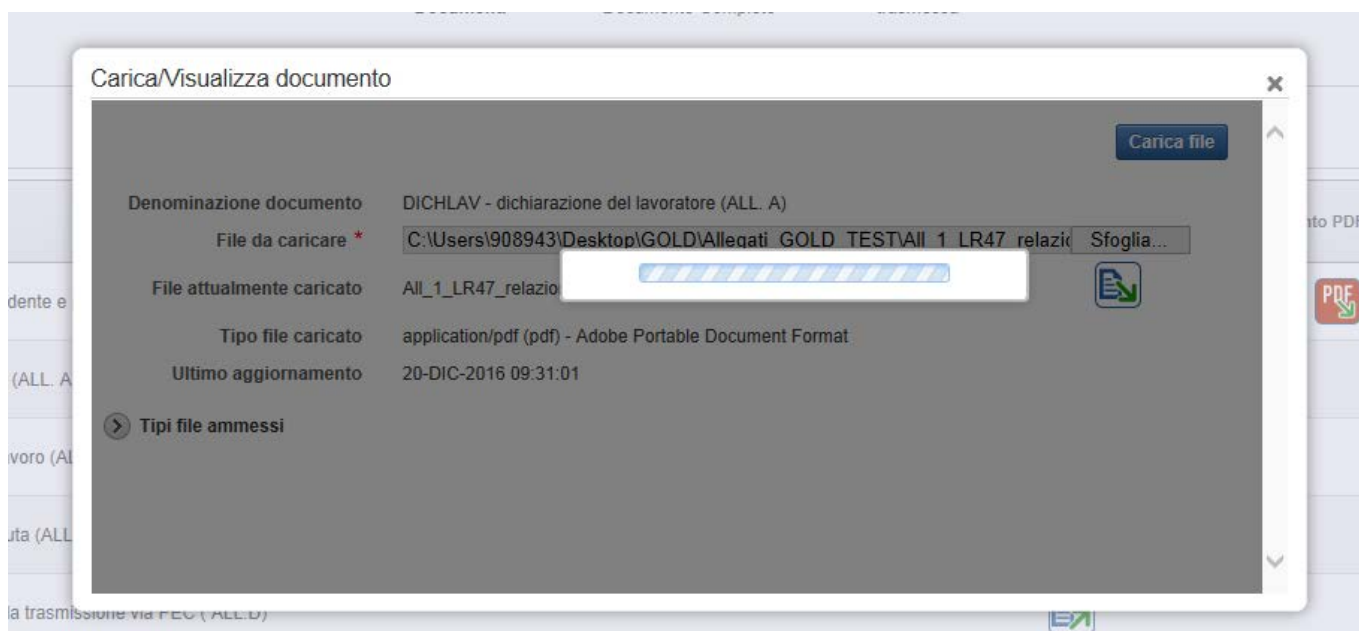 Carica/Visualizza documento
Carica file
Denominazione documento DICHLAV - dichiarazione del lavoratore (ALL. A)
File da caricare * C:\Users\908943\Desktop\GOLD\Allegati_GOLD_TEST\All_1_LR47_relazio Sfoglia...
nto PDF
dente e
File attualmente caricato All_1_LR47_relazio
PDF
Tipo file caricato application/pdf (pdf) - Adobe Portable Document Format
(ALL. A
Ultimo aggiornamento 20-DIC-2016 09:31:01
Tipi file ammessi
voro (AL
uta (ALL
la trasmissione via PEC ( ALL.D)